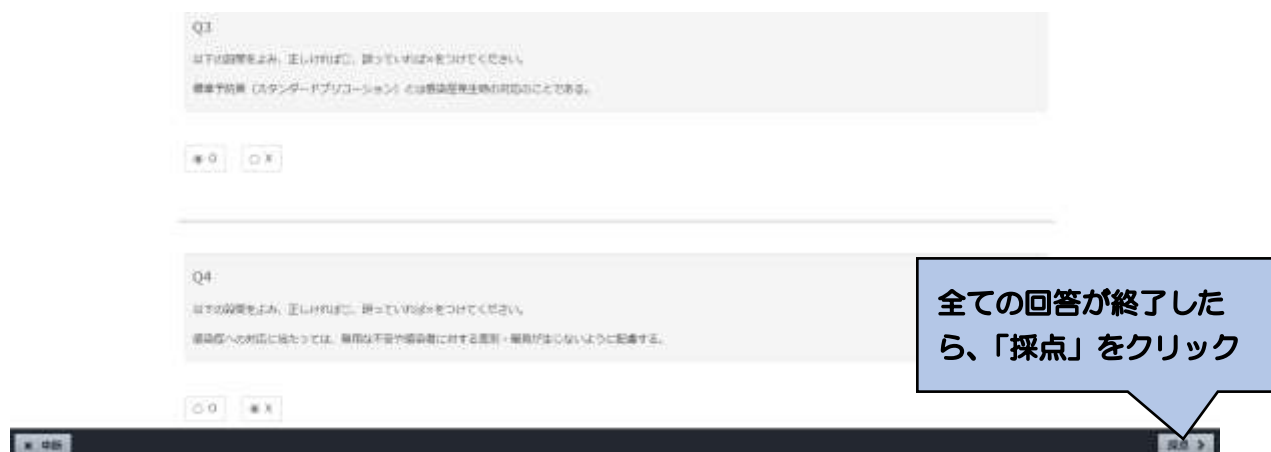 Q3
以下の設問をよみ、正しければ○、誤っていれば×をつけてください。
標準予防策（スタンダードプリコーション）とは感染症発生時の対応のことである。
O
X
Q4
以下の設問をよみ、正しければ○、誤っていれば×をつけてください。
感染症への対応に当たっては、無用な不安や感染者に対する差別・偏見が生じないように配慮する。
O
X
全ての回答が終了した
ら、「採点」をクリック
中断
採点